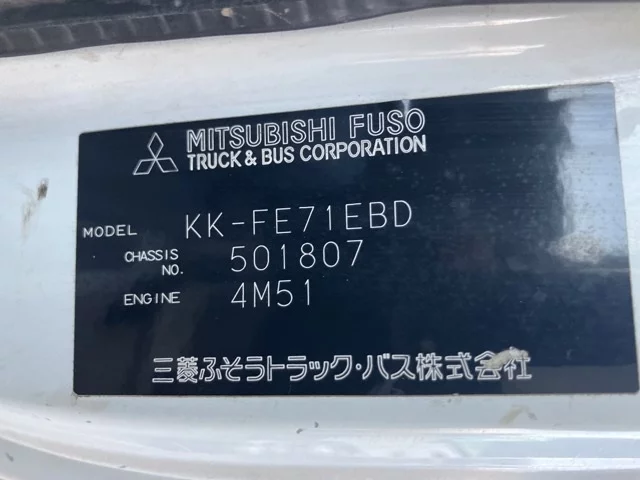 MITSUBISHI FUSO
TRUCK & BUS CORPORATION
MODEL KK-FE71EBD
CHASSIS NO. 501807
ENGINE 4M51
三菱ふそうトラック・バス株式会社